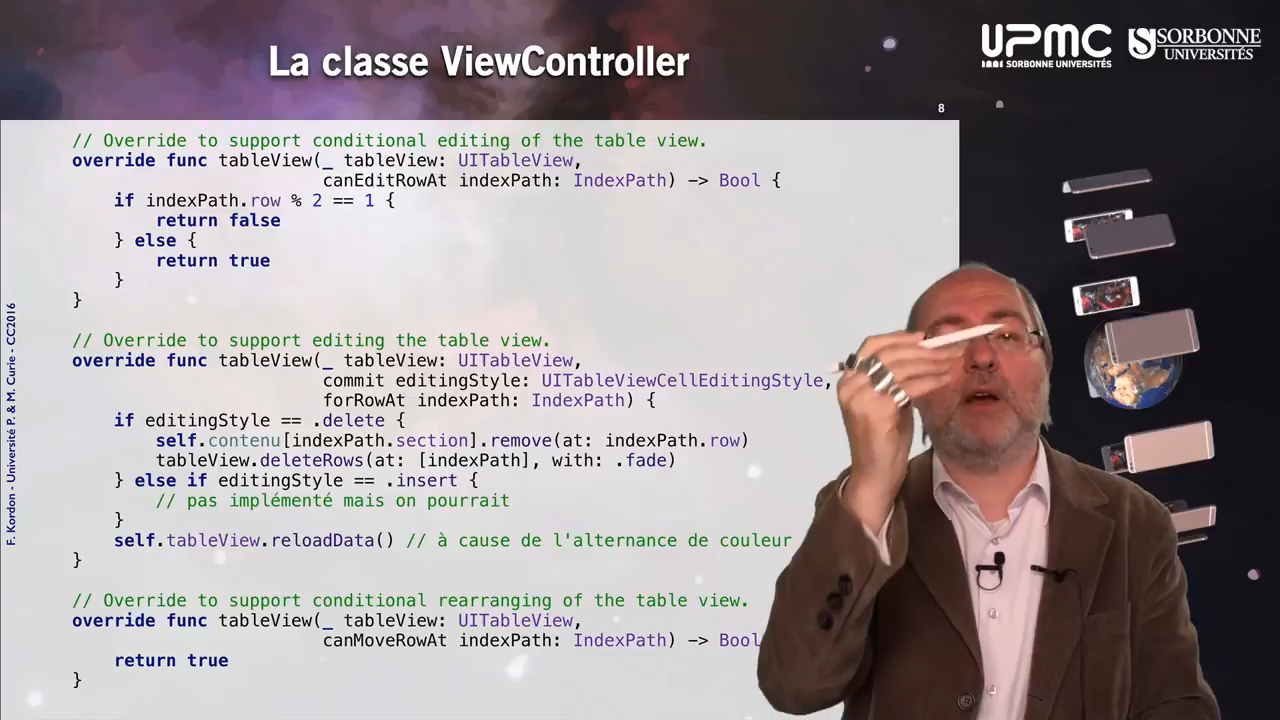 La classe ViewController
UPMC
SORBONNE UNIVERSITÉS
SORBONNE
UNIVERSITÉS
8
// Override to support conditional editing of the table view.
override func tableView(_ tableView: UITableView,
canEditRowAt indexPath: IndexPath) -> Bool {
if indexPath.row % 2 == 1 {
return false
} else {
return true
}
}
// Override to support editing the table view.
override func tableView(_ tableView: UITableView,
commit editingStyle: UITableViewCellEditingStyle,
forRowAt indexPath: IndexPath) {
if editingStyle == .delete {
self.contenu[indexPath.section].remove(at: indexPath.row)
tableView.deleteRows(at: [indexPath], with: .fade)
} else if editingStyle == .insert {
// pas implémenté mais on pourrait
}
self.tableView.reloadData() // à cause de l'alternance de couleur
}
// Override to support conditional rearranging of the table view.
override func tableView(_ tableView: UITableView,
canMoveRowAt indexPath: IndexPath) -> Bool
return true
}
F. Kordon - Université P. & M. Curie - CC2016